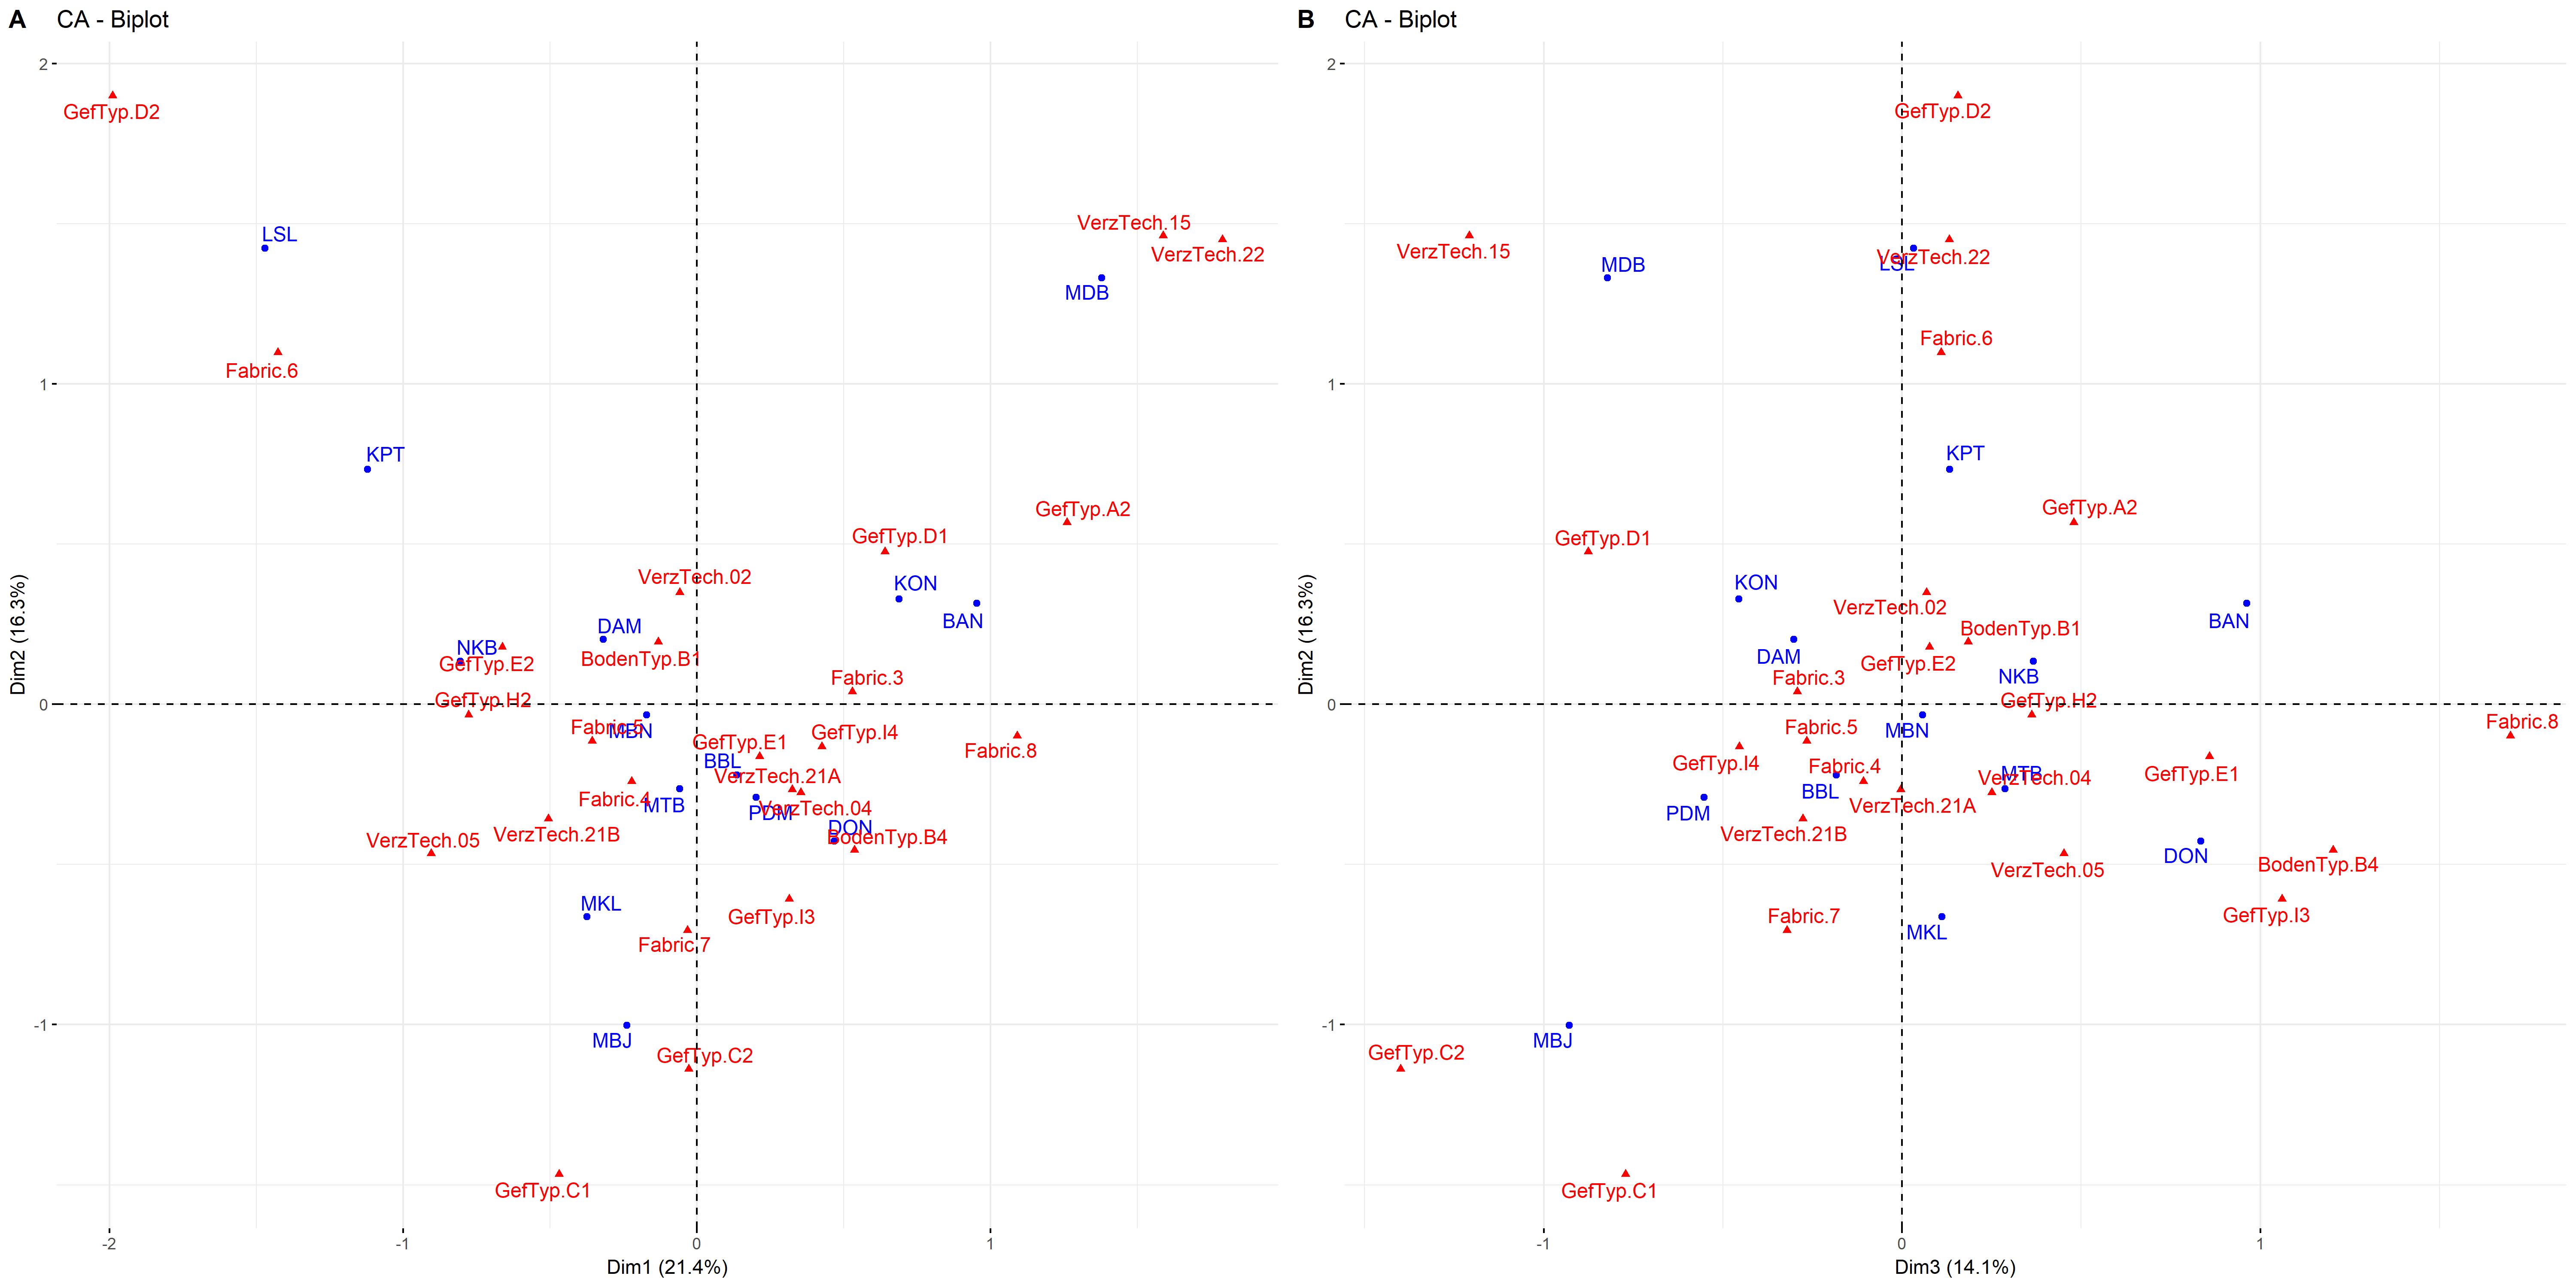 A CA - Biplot
2
GefTyp.D2
VerzTech.15
LSL
VerzTech.22
MDB
Fabric.6
1
KPT
GefTyp.A2
GefTyp.D1
VerzTech.02
KON
BAN
DAM
NKB
BodenTyp.B1
GefTyp.E2
Fabric.3
GefTyp.H2
0
Fabric.5
MBN
GefTyp.I4
GefTyp.E1
Fabric.8
BBL
VerzTech.21A
Fabric.4
MTB
VerzTech.04
PDM
DON
VerzTech.21B
BodenTyp.B4
VerzTech.05
MKL
GefTyp.I3
Fabric.7
-1
MBJ
GefTyp.C2
GefTyp.C1
-2 -1 0 1
Dim1 (21.4%)
Dim2 (16.3%)
B CA - Biplot
2
GefTyp.D2
VerzTech.15
VerzTech.22
LSL
MDB
Fabric.6
1
KPT
GefTyp.A2
GefTyp.D1
KON
VerzTech.02
BAN
BodenTyp.B1
DAM
GefTyp.E2
NKB
Fabric.3
GefTyp.H2
0
Fabric.5
MBN
Fabric.8
GefTyp.I4
Fabric.4
MTB
VerzTech.04
GefTyp.E1
BBL
PDM
VerzTech.21A
VerzTech.21B
DON
BodenTyp.B4
VerzTech.05
Fabric.7
GefTyp.I3
MKL
-1
MBJ
GefTyp.C2
GefTyp.C1
-1 0 1
Dim3 (14.1%)
Dim2 (16.3%)